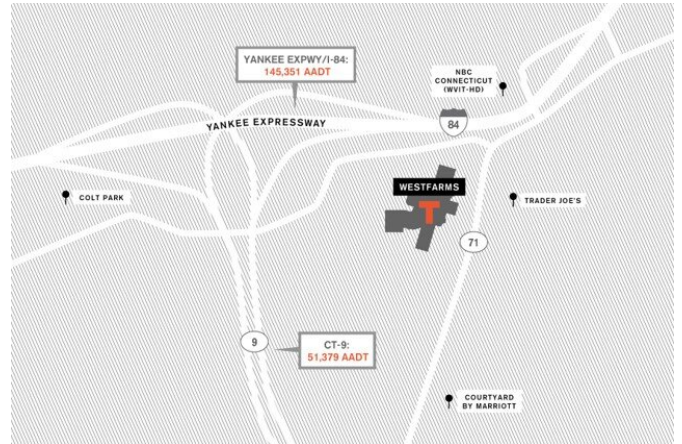 YANKEE EXPWY/I-84:
145,351 AADT
NBC
CONNECTICUT
(WVIT-HD)
YANKEE EXPRESSWAY
84
WESTFARMS
T
COLT PARK
TRADER JOE'S
71
9
CT-9:
51,379 AADT
COURTYARD
BY MARRIOTT